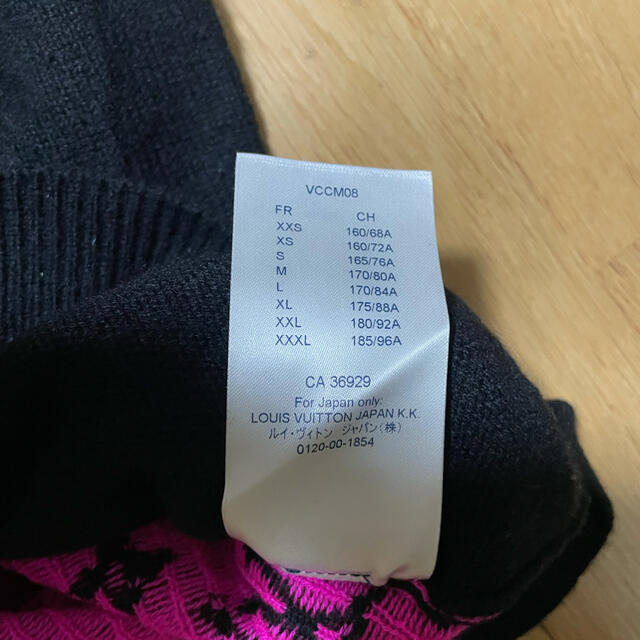 VCCM08
FR CH
XXS 160/68A
XS 160/72A
S 165/76A
M 170/80A
L 170/84A
XL 175/88A
XXL 180/92A
XXXL 185/96A
CA 36929
For Japan only:
LOUIS VUITTON JAPAN K.K.
ルイ・ヴィトン ジャパン(株)
0120-00-1854